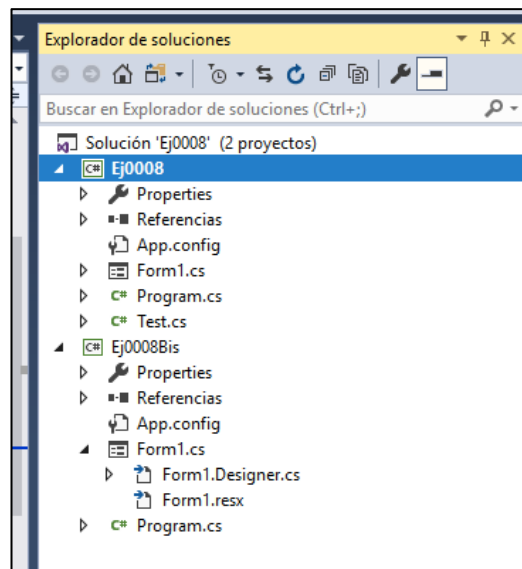 Explorador de soluciones
Buscar en Explorador de soluciones (Ctrl+;)
Solución 'Ej0008' (2 proyectos)
C# Ej0008
Properties
Referencias
App.config
Form1.cs
C# Program.cs
C# Test.cs
C# Ej0008Bis
Properties
Referencias
App.config
Form1.cs
Form1.Designer.cs
Form1.resx
C# Program.cs